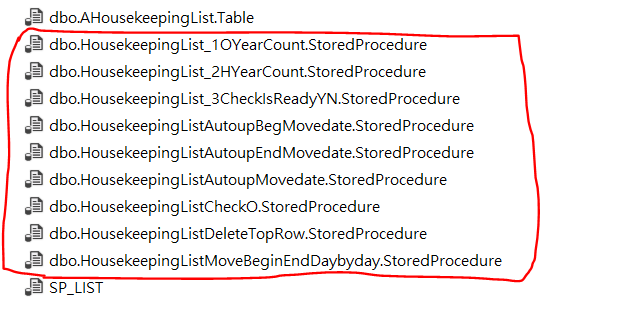 dbo.AHousekeepingList.Table
dbo.HousekeepingList_1OYearCount.StoredProcedure
dbo.HousekeepingList_2HYearCount.StoredProcedure
dbo.HousekeepingList_3CheckIsReadyYN.StoredProcedure
dbo.HousekeepingListAutoupBegMovedate.StoredProcedure
dbo.HousekeepingListAutoupEndMovedate.StoredProcedure
dbo.HousekeepingListAutoupMovedate.StoredProcedure
dbo.HousekeepingListCheckO.StoredProcedure
dbo.HousekeepingListDeleteTopRow.StoredProcedure
dbo.HousekeepingListMoveBeginEndDaybyday.StoredProcedure
SP_LIST